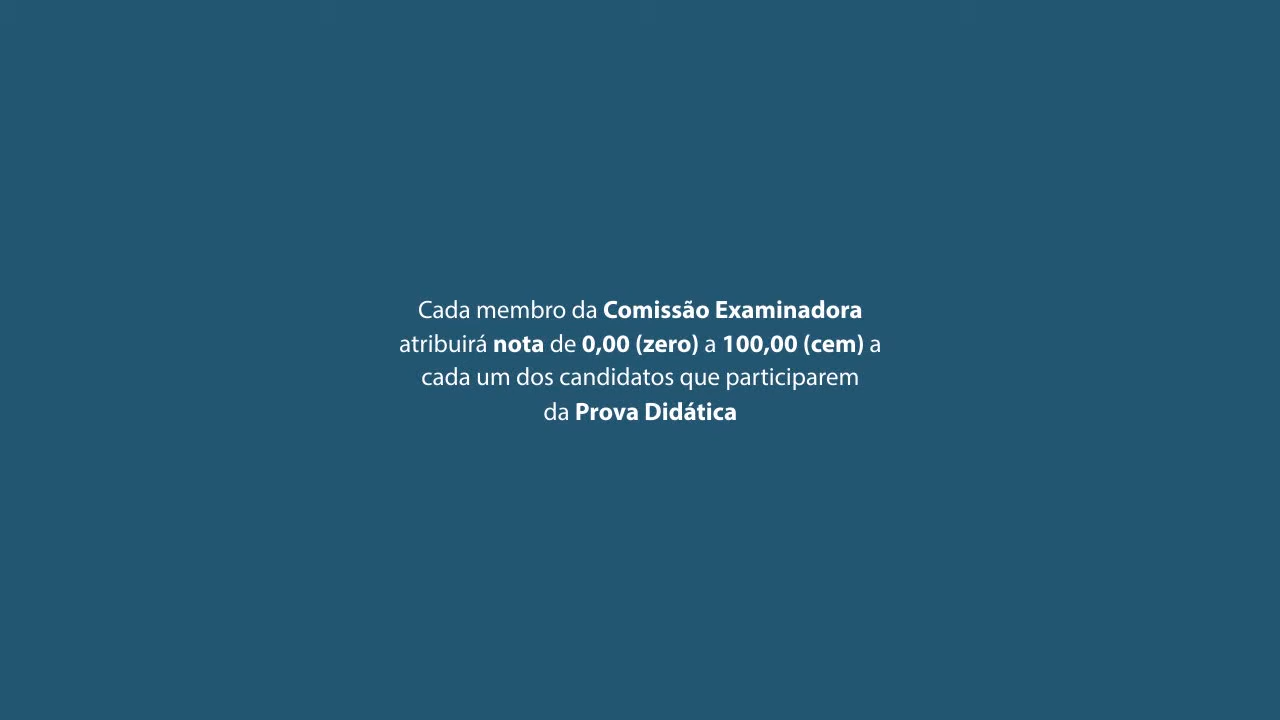 Cada membro da Comissão Examinadora
atribuirá nota de 0,00 (zero) a 100,00 (cem) a
cada um dos candidatos que participarem
da Prova Didática